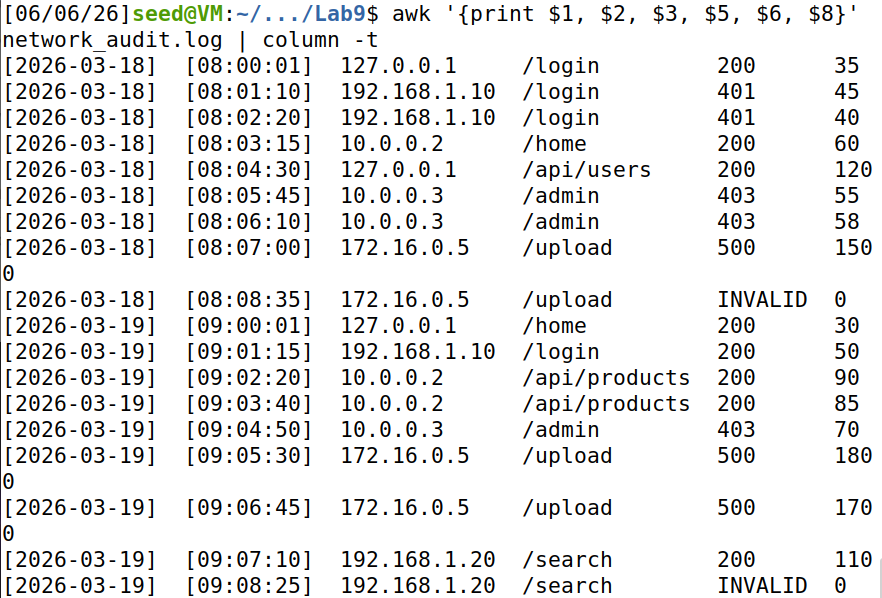 [06/06/26]seed@VM:~/.../Lab9$ awk '{print $1, $2, $3, $5, $6, $8}'
network_audit.log | column -t
[2026-03-18]  [08:00:01]  127.0.0.1     /login         200      35
[2026-03-18]  [08:01:10]  192.168.1.10  /login         401      45
[2026-03-18]  [08:02:20]  192.168.1.10  /login         401      40
[2026-03-18]  [08:03:15]  10.0.0.2      /home          200      60
[2026-03-18]  [08:04:30]  127.0.0.1     /api/users     200      120
[2026-03-18]  [08:05:45]  10.0.0.3      /admin         403      55
[2026-03-18]  [08:06:10]  10.0.0.3      /admin         403      58
[2026-03-18]  [08:07:00]  172.16.0.5    /upload        500      150
0
[2026-03-18]  [08:08:35]  172.16.0.5    /upload        INVALID  0
[2026-03-19]  [09:00:01]  127.0.0.1     /home          200      30
[2026-03-19]  [09:01:15]  192.168.1.10  /login         200      50
[2026-03-19]  [09:02:20]  10.0.0.2      /api/products  200      90
[2026-03-19]  [09:03:40]  10.0.0.2      /api/products  200      85
[2026-03-19]  [09:04:50]  10.0.0.3      /admin         403      70
[2026-03-19]  [09:05:30]  172.16.0.5    /upload        500      180
0
[2026-03-19]  [09:06:45]  172.16.0.5    /upload        500      170
0
[2026-03-19]  [09:07:10]  192.168.1.20  /search        200      110
[2026-03-19]  [09:08:25]  192.168.1.20  /search        INVALID  0